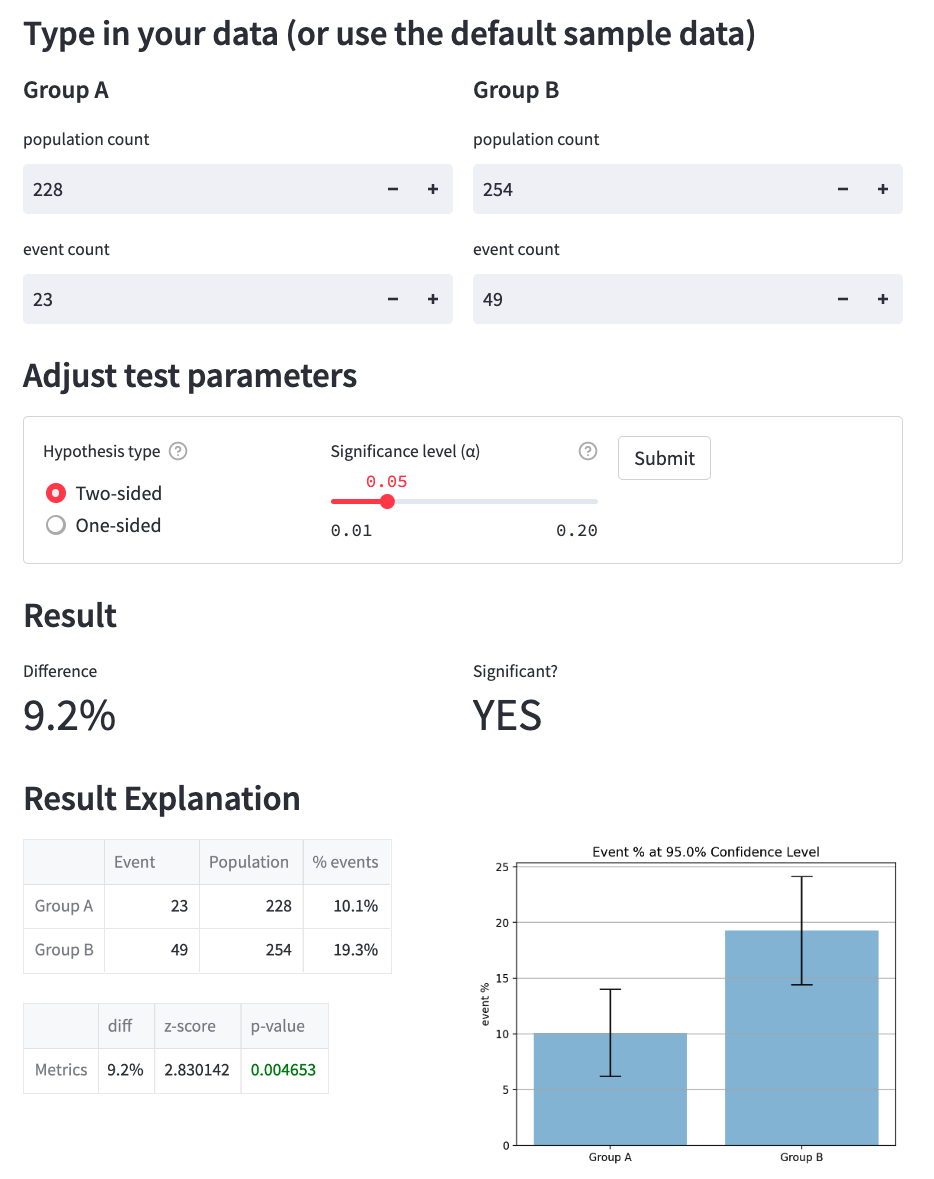 Type in your data (or use the default sample data)
Group A
Group B
population count
population count
228 − +
254 − +
event count
event count
23 − +
49 − +
Adjust test parameters
Hypothesis type ?
Two-sided
One-sided
Significance level (α) ?
0.05
0.01 0.20
Submit
Result
Difference
9.2%
Significant?
YES
Result Explanation
Event Population % events
Group A 23 228 10.1%
Group B 49 254 19.3%
diff z-score p-value
Metrics 9.2% 2.830142 0.004653
Event % at 95.0% Confidence Level
event %
25
20
15
10
5
0
Group A Group B